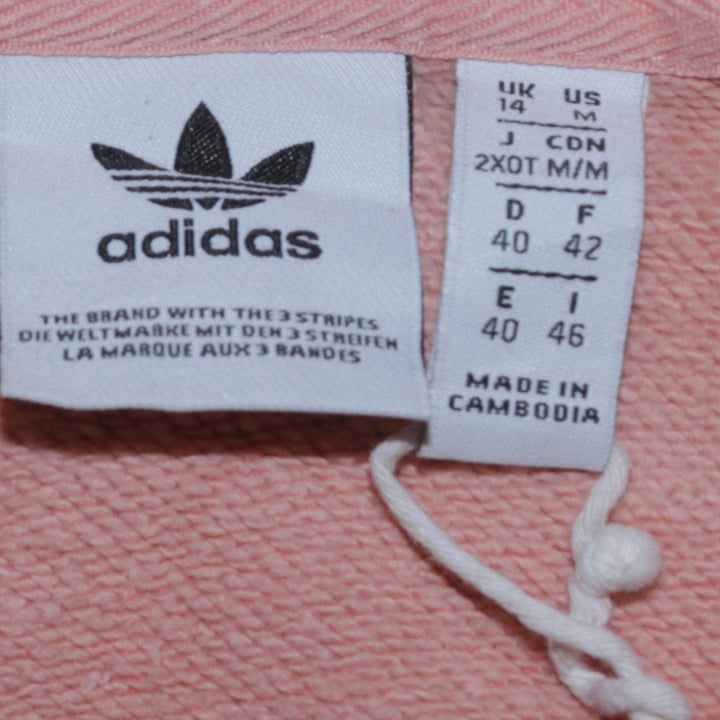 adidas
THE BRAND WITH THE 3 STRIPES
DIE WELTMARKE MIT DEN 3 STREIFEN
LA MARQUE AUX 3 BANDES
UK US
14 M
J CDN
2XOT M/M
D F
40 42
E I
40 46
MADE IN
CAMBODIA